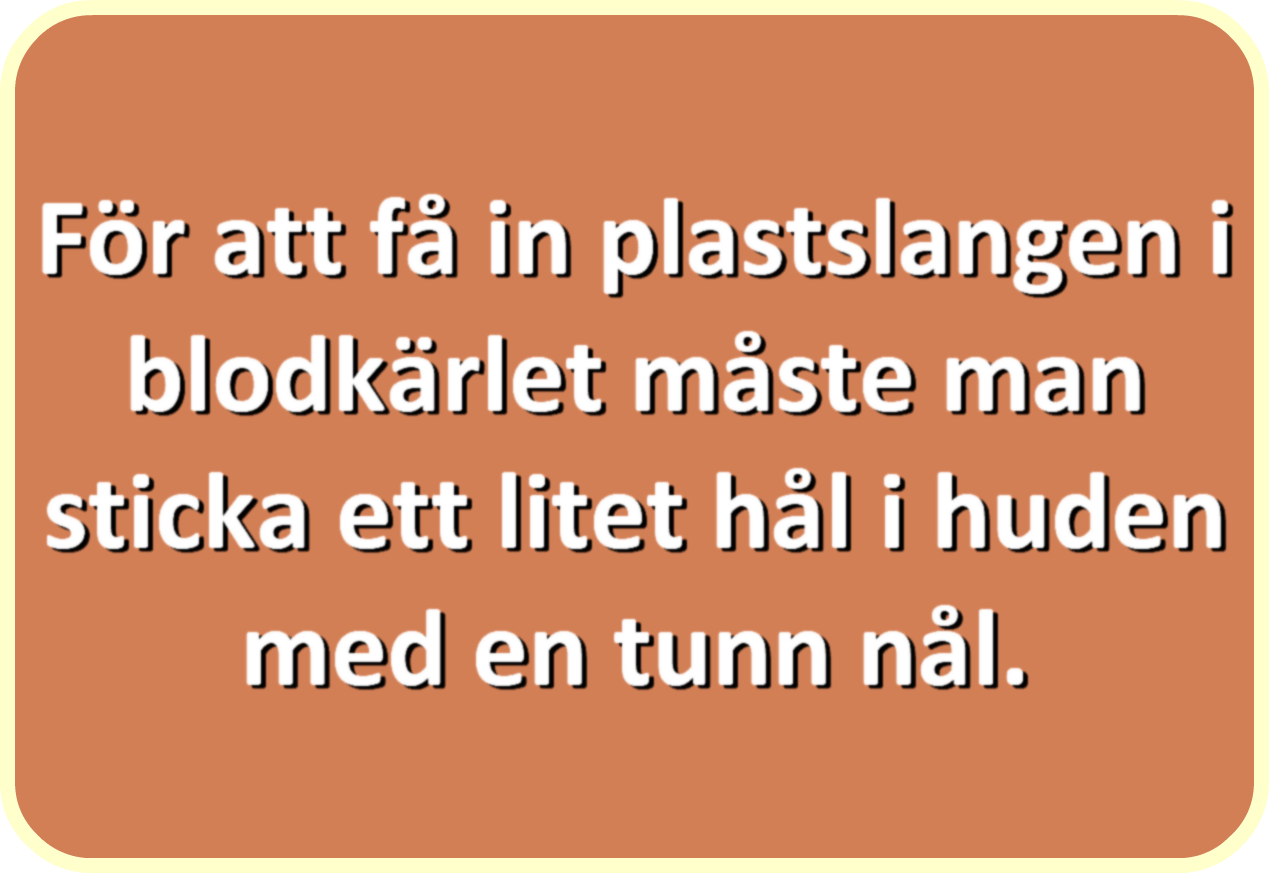 För att få in plastslangen i
blodkärlet måste man
sticka ett litet hål i huden
med en tunn nål.